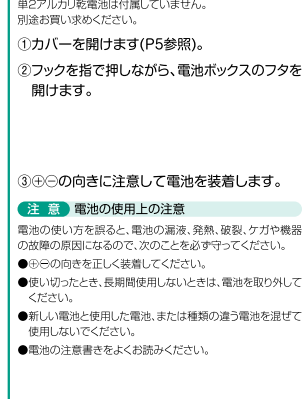 単2アルカリ乾電池は付属していません。
別途お買い求めください。
①カバーを開けます(P5参照)。
②フックを指で押しながら、電池ボックスのフタを
開けます。
③⊕⊖の向きに注意して電池を装着します。
注 意 電池の使用上の注意
電池の使い方を誤ると、電池の漏液、発熱、破裂、ケガや機器
の故障の原因になるので、次のことを必ず守ってください。
●⊕⊖の向きを正しく装着してください。
●使い切ったとき、長期間使用しないときは、電池を取り外して
ください。
●新しい電池と使用した電池、または種類の違う電池を混ぜて
使用しないでください。
●電池の注意書きをよくお読みください。